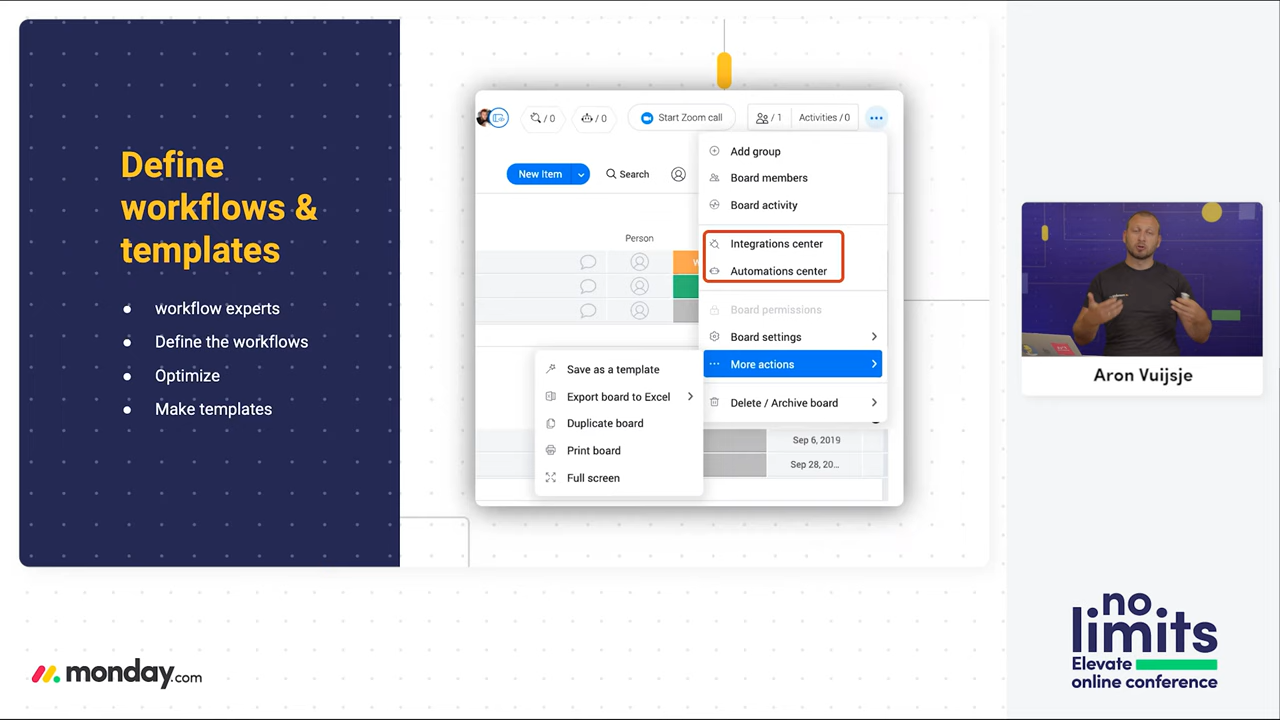 Define
workflows &
templates
● workflow experts
● Define the workflows
● Optimize
● Make templates
/ 0
/ 0
Start Zoom call
/ 1
Activities / 0
New Item
Search
Person
Add group
Board members
Board activity
Integrations center
Automations center
Board permissions
Board settings
More actions
Delete / Archive board
Save as a template
Export board to Excel
Duplicate board
Print board
Full screen
Sep 6, 2019
Sep 28, 20...
Aron Vuijsje
monday.com
no
limits
Elevate
online conference